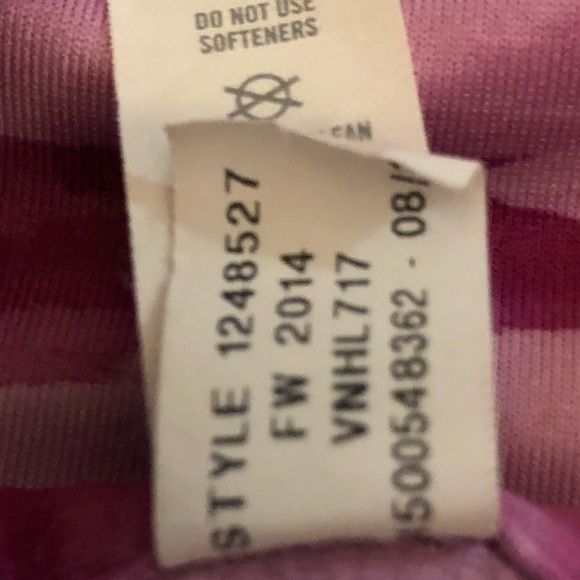 DO NOT USE
SOFTENERS
STYLE 1248527
FW 2014
VNHL717
500548362 - 08/